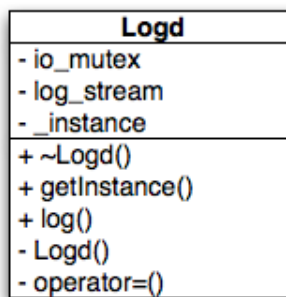 Logd
- io_mutex
- log_stream
- _instance
+ ~Logd()
+ getInstance()
+ log()
- Logd()
- operator=()